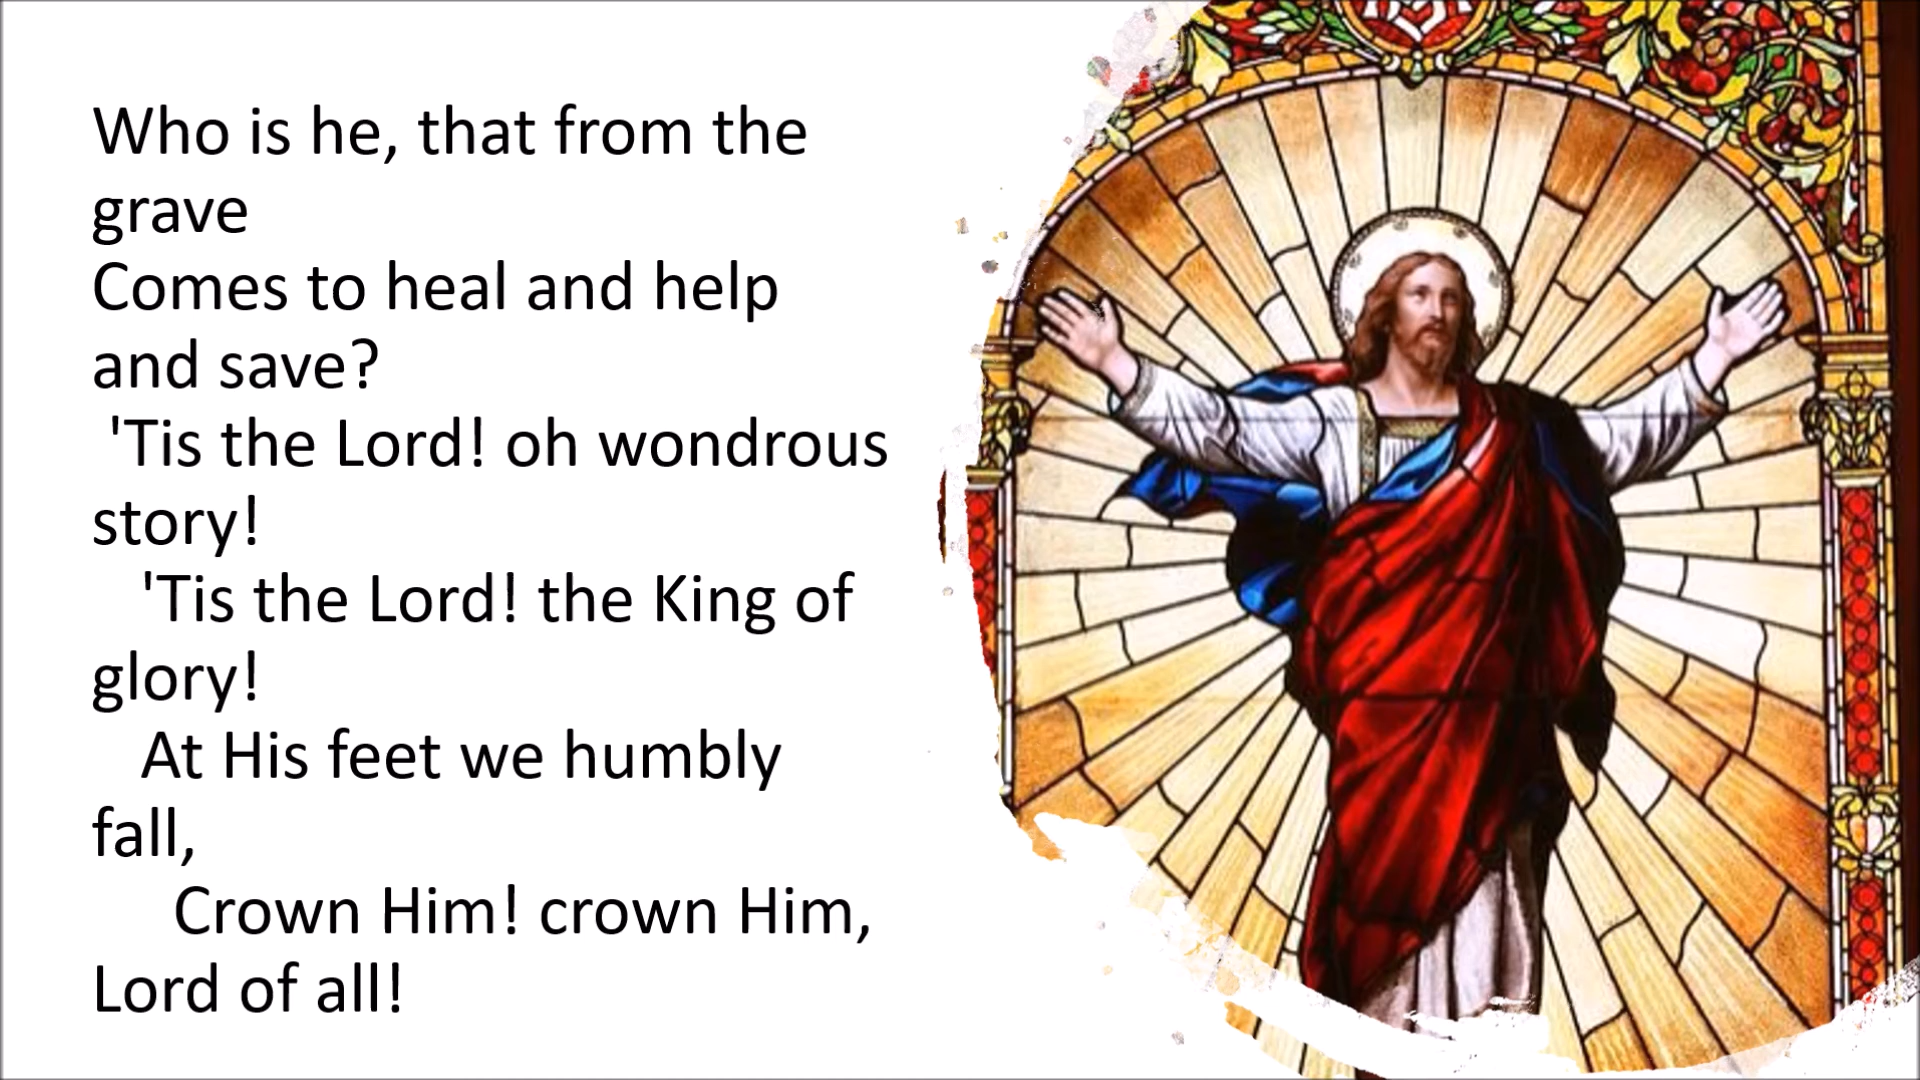 Who is he, that from the
grave
Comes to heal and help
and save?
'Tis the Lord! oh wondrous
story!
'Tis the Lord! the King of
glory!
At His feet we humbly
fall,
Crown Him! crown Him,
Lord of all!